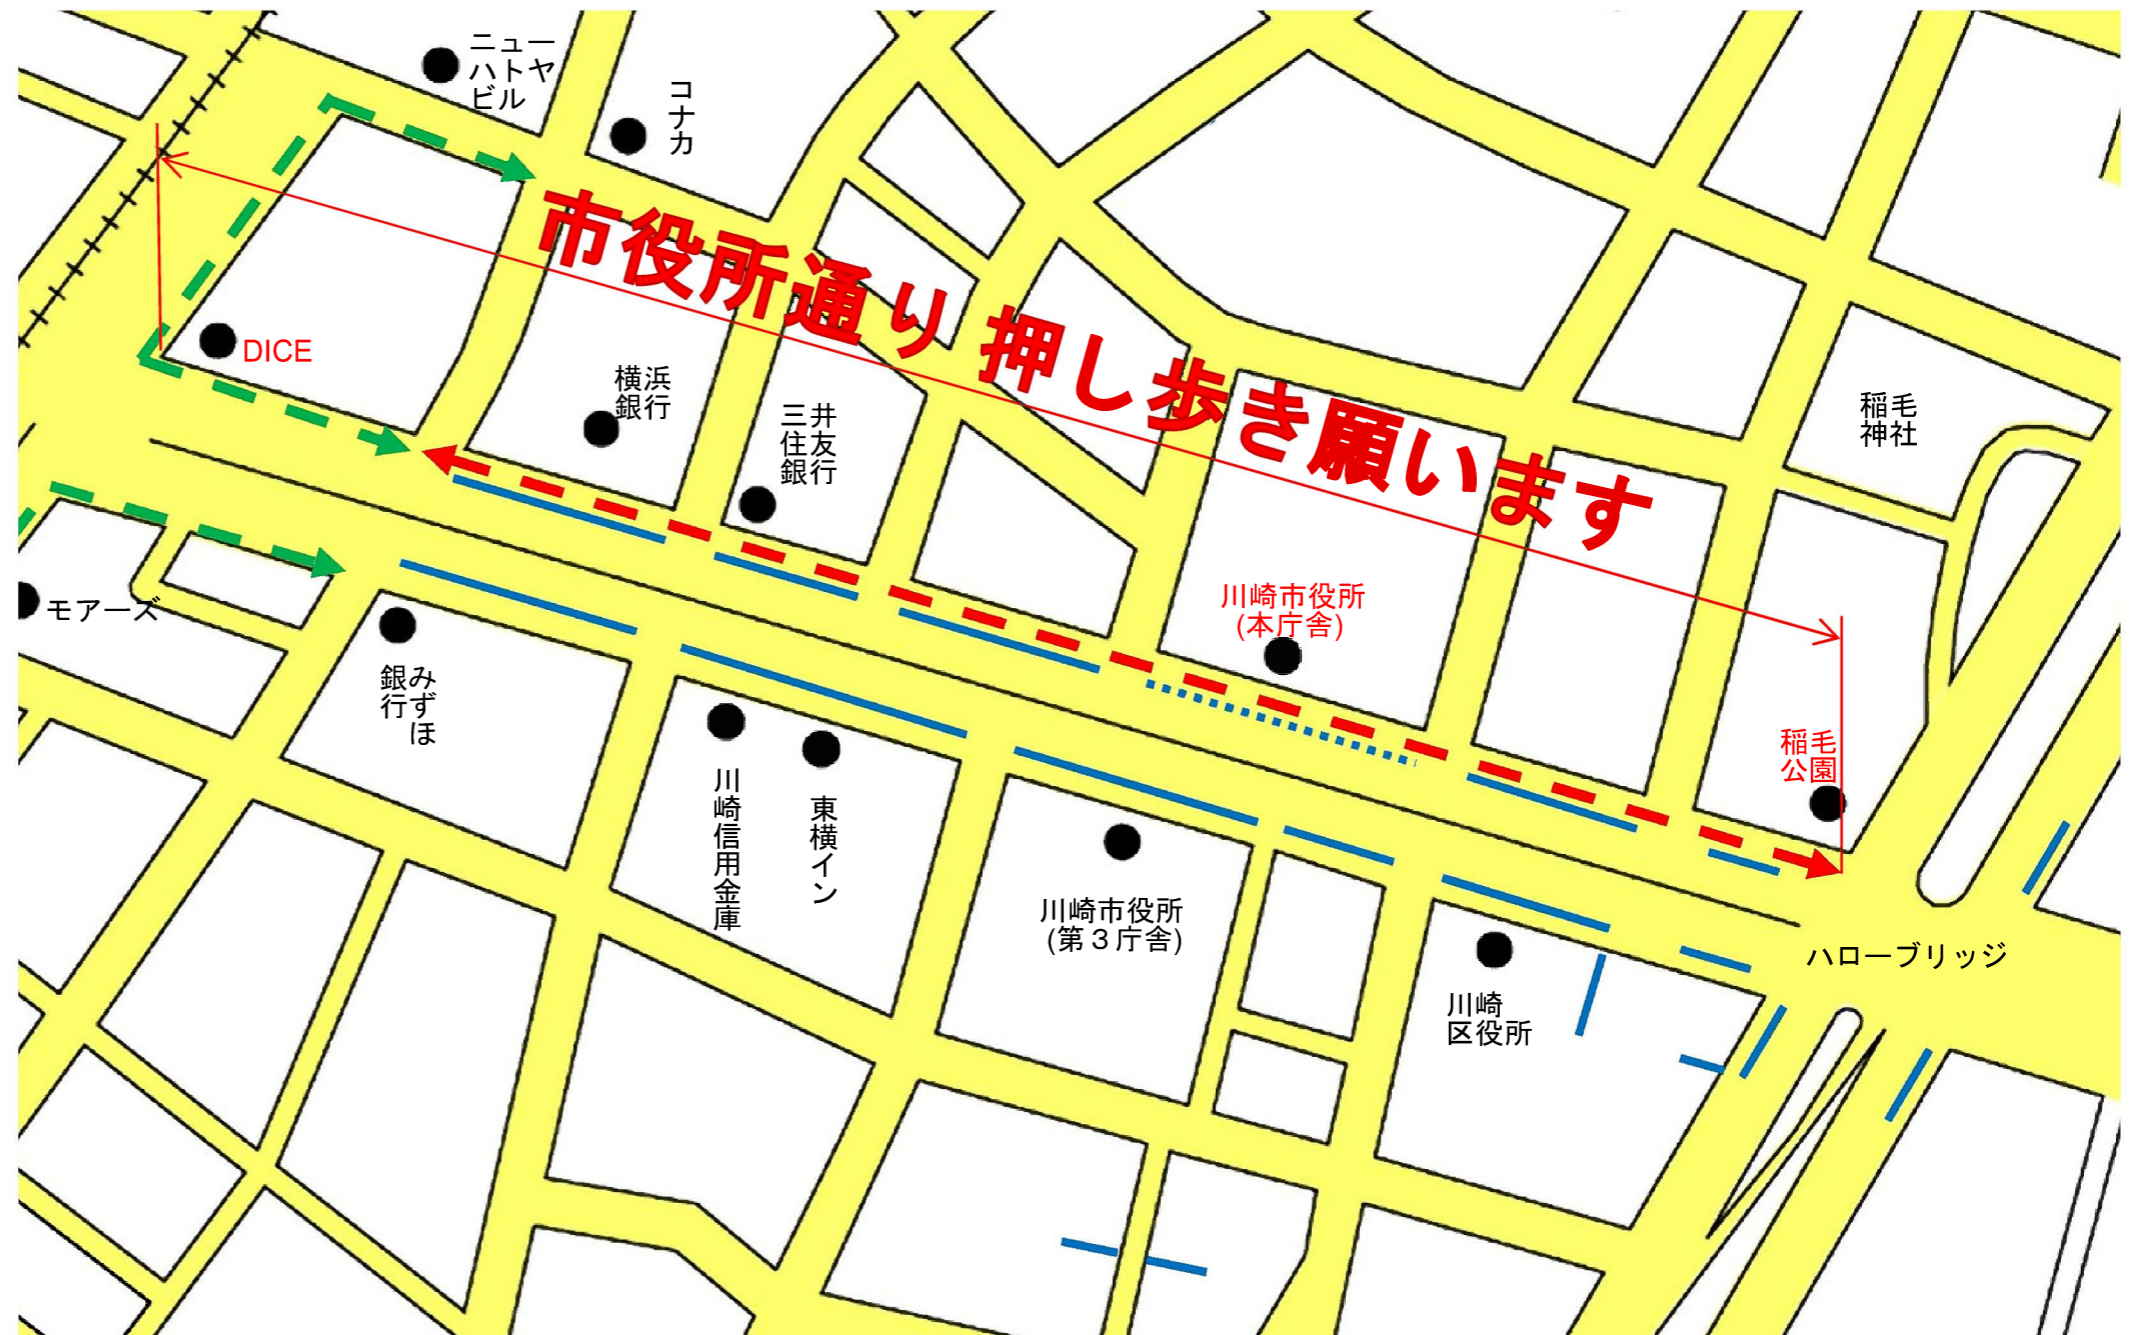 ニュー
ハトヤ
ビル
コナカ
市役所通り 押し歩き願います
DICE
横浜
銀行
三井
住友
銀行
稲毛
神社
川崎市役所
(本庁舎)
モアーズ
みずほ
銀行
稲毛
公園
川崎信用金庫
東横イン
川崎市役所
(第3庁舎)
ハローブリッジ
川崎
区役所